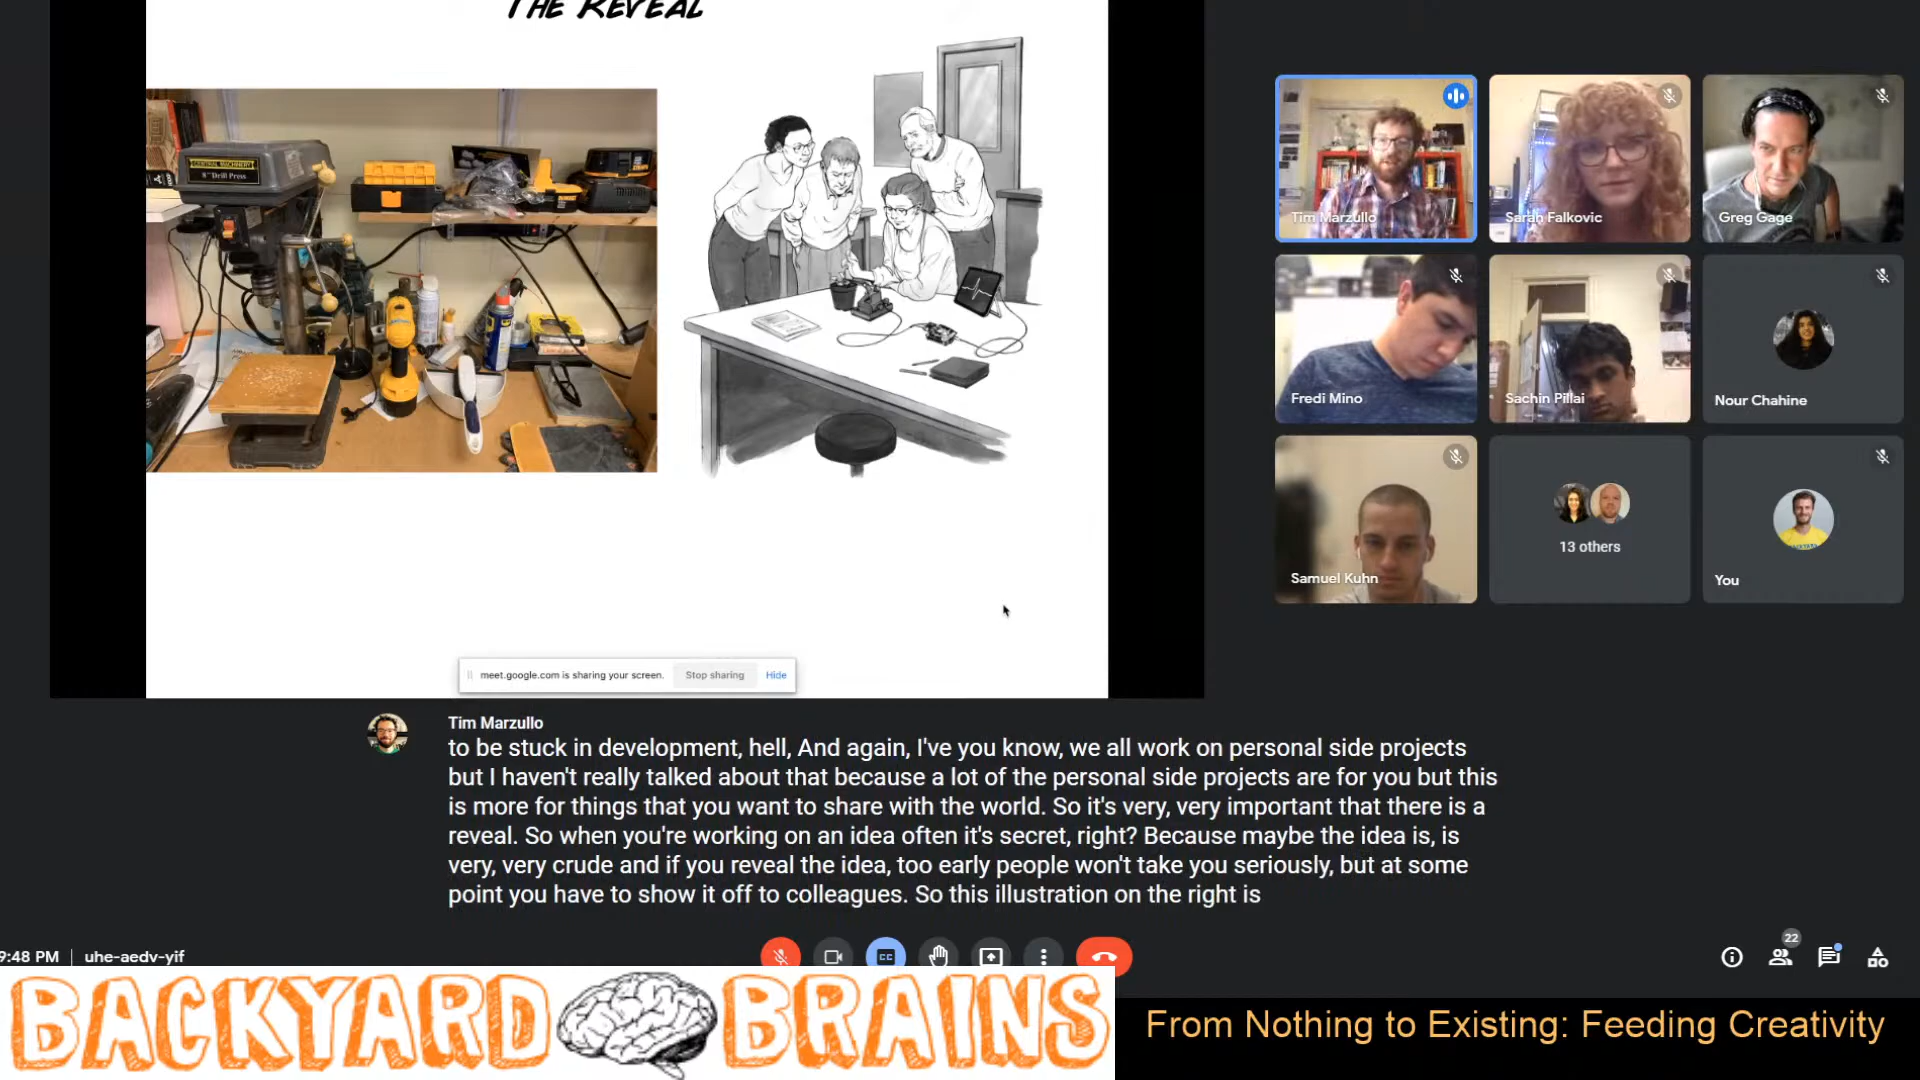 THE REVEAL
CENTRAL MACHINERY
8" Drill Press
meet.google.com is sharing your screen.
Stop sharing
Hide
Tim Marzullo
Sarah Falkovic
Greg Gage
Fredi Mino
Sachin Pillai
Nour Chahine
Samuel Kuhn
13 others
You
Tim Marzullo
to be stuck in development, hell, And again, I've you know, we all work on personal side projects
but I haven't really talked about that because a lot of the personal side projects are for you but this
is more for things that you want to share with the world. So it's very, very important that there is a
reveal. So when you're working on an idea often it's secret, right? Because maybe the idea is, is
very, very crude and if you reveal the idea, too early people won't take you seriously, but at some
point you have to show it off to colleagues. So this illustration on the right is
9:48 PM | uhe-aedv-yif
CC
22
BACKYARD BRAINS
From Nothing to Existing: Feeding Creativity